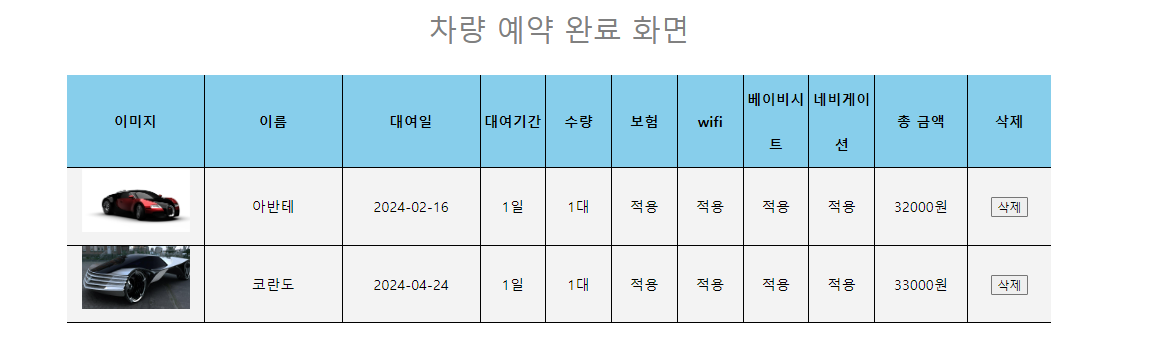 차량 예약 완료 화면
이미지 이름 대여일 대여기간 수량 보험 wifi 베이비시트 네비게이션 총 금액 삭제
아반테 2024-02-16 1일 1대 적용 적용 적용 적용 32000원 삭제
코란도 2024-04-24 1일 1대 적용 적용 적용 적용 33000원 삭제